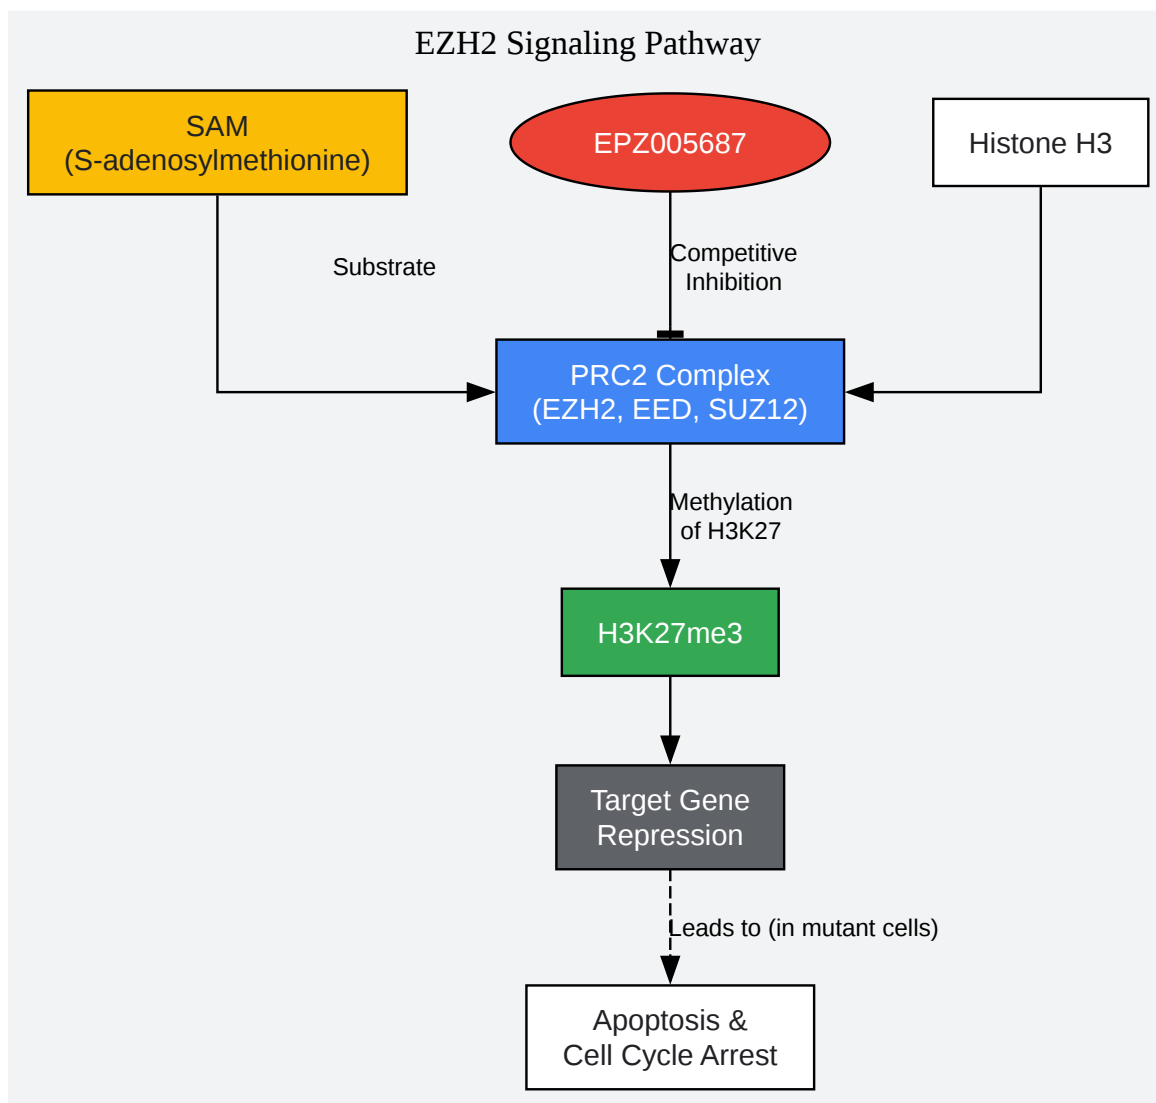 EZH2 Signaling Pathway
SAM
(S-adenosylmethionine)
EPZ005687
Histone H3
Substrate
Competitive
Inhibition
PRC2 Complex
(EZH2, EED, SUZ12)
Methylation
of H3K27
H3K27me3
Target Gene
Repression
Leads to (in mutant cells)
Apoptosis &
Cell Cycle Arrest